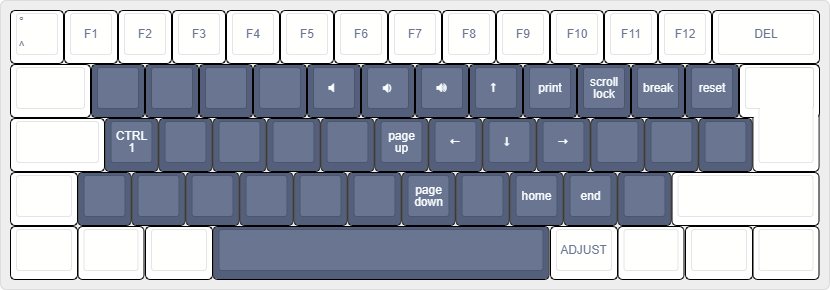 °
^
F1
F2
F3
F4
F5
F6
F7
F8
F9
F10
F11
F12
DEL
↑
print
scroll
lock
break
reset
CTRL
1
page
up
←
↓
→
page
down
home
end
ADJUST